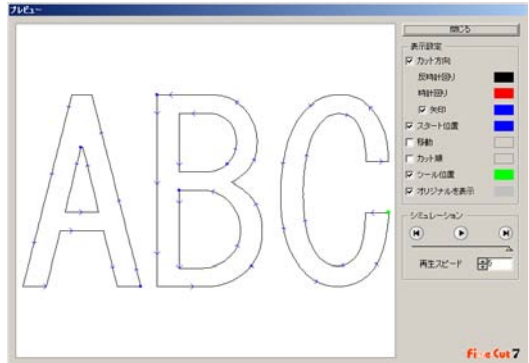 プレビュー
ABC
閉じる
表示設定
カット方向
反時計回り
時計回り
矢印
スタート位置
移動
カット順
ツール位置
オリジナルを表示
シミュレーション
再生スピード
Fine Cut 7